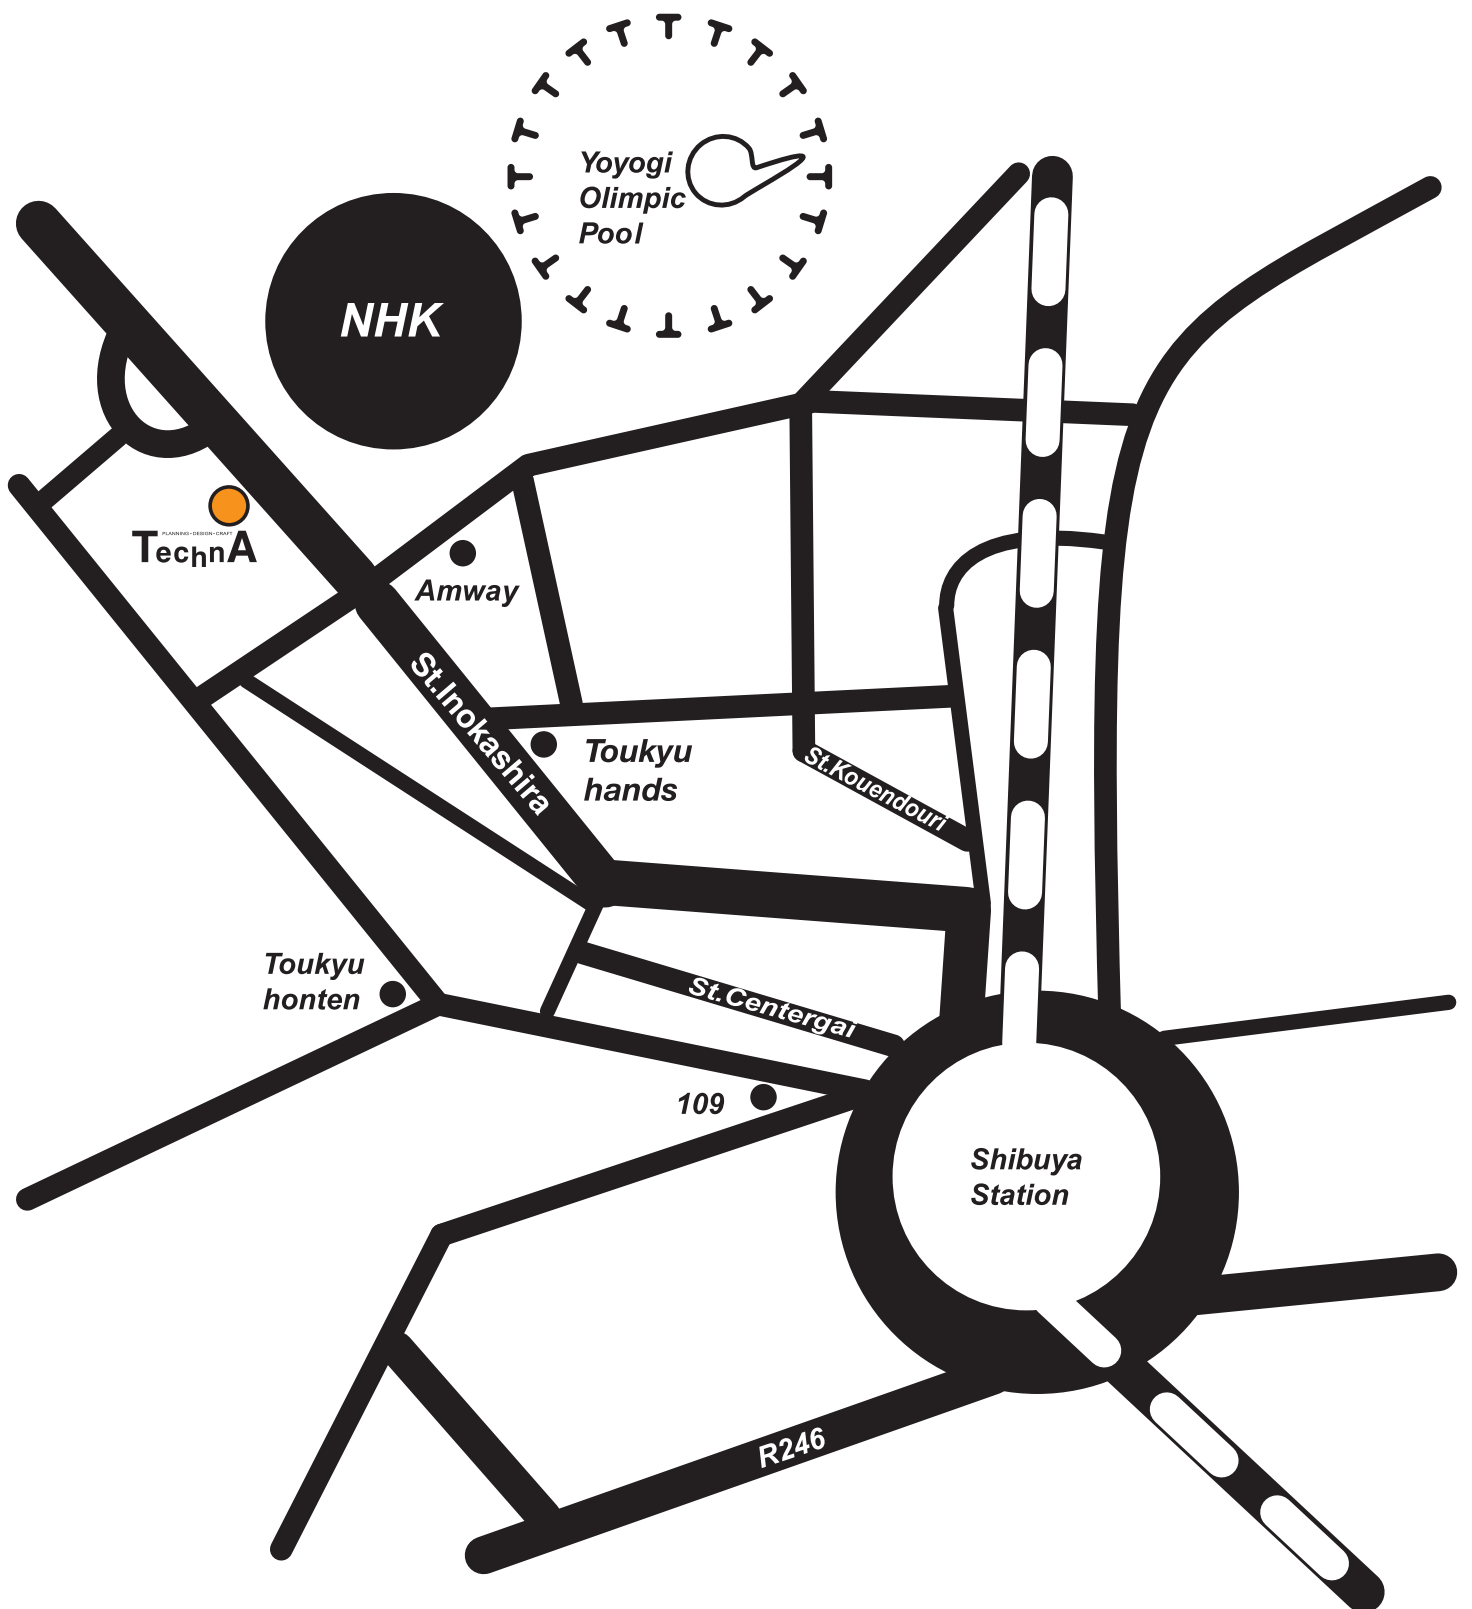 Yoyogi
Olimpic
Pool
NHK
PLANNING•DESIGN•CRAFT
TechnA
Amway
St.Inokashira
Toukyu
hands
St.Kouendouri
Toukyu
honten
St.Centergai
109
Shibuya
Station
R246